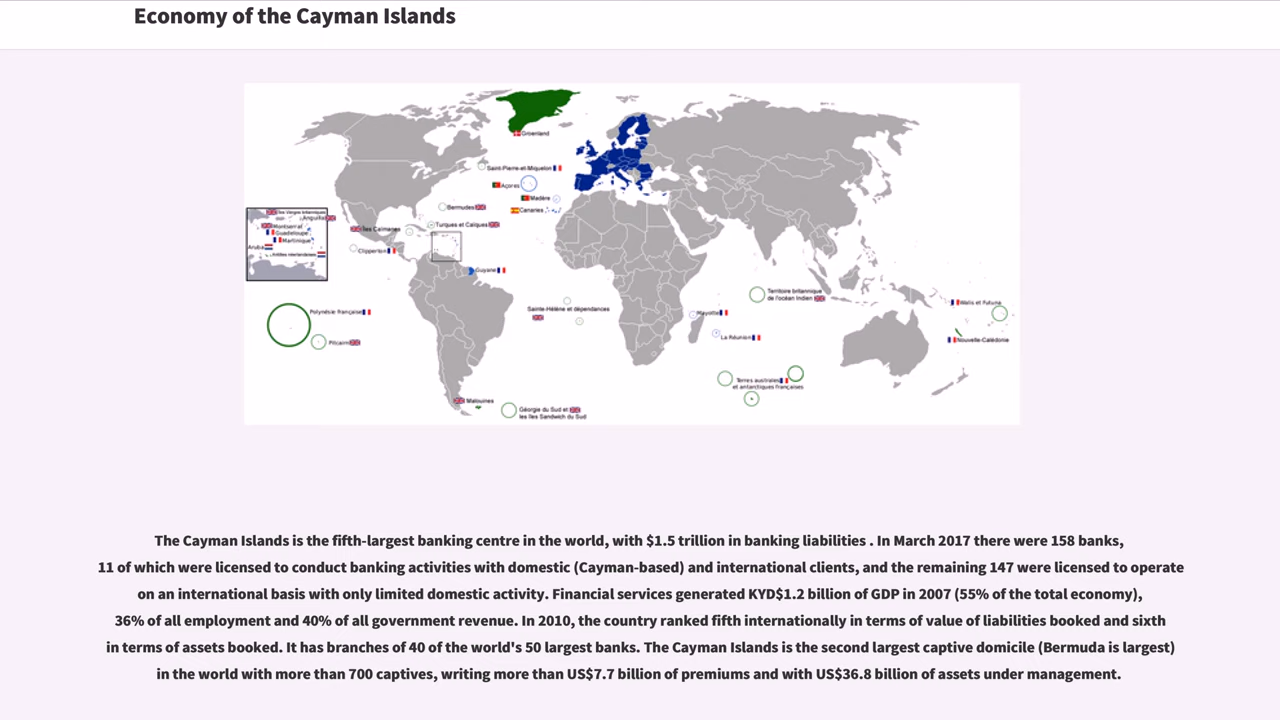 Economy of the Cayman Islands
Groenland
Saint-Pierre-et-Miquelon
Açores
Madère
Bermudes
Canaries
Îles Vierges britanniques
Anguilla
Montserrat
Guadeloupe
Martinique
Aruba
Antilles néerlandaises
Îles Caïmanes
Turques et Caïques
Clipperton
Guyane
Territoire britannique
de l'océan Indien
Wallis et Futuna
Sainte-Hélène et dépendances
Polynésie française
Mayotte
Pitcairn
La Réunion
Nouvelle-Calédonie
Terres australes
et antarctiques françaises
Malouines
Géorgie du Sud et
les îles Sandwich du Sud
The Cayman Islands is the fifth-largest banking centre in the world, with $1.5 trillion in banking liabilities . In March 2017 there were 158 banks,
11 of which were licensed to conduct banking activities with domestic (Cayman-based) and international clients, and the remaining 147 were licensed to operate
on an international basis with only limited domestic activity. Financial services generated KYD$1.2 billion of GDP in 2007 (55% of the total economy),
36% of all employment and 40% of all government revenue. In 2010, the country ranked fifth internationally in terms of value of liabilities booked and sixth
in terms of assets booked. It has branches of 40 of the world's 50 largest banks. The Cayman Islands is the second largest captive domicile (Bermuda is largest)
in the world with more than 700 captives, writing more than US$7.7 billion of premiums and with US$36.8 billion of assets under management.